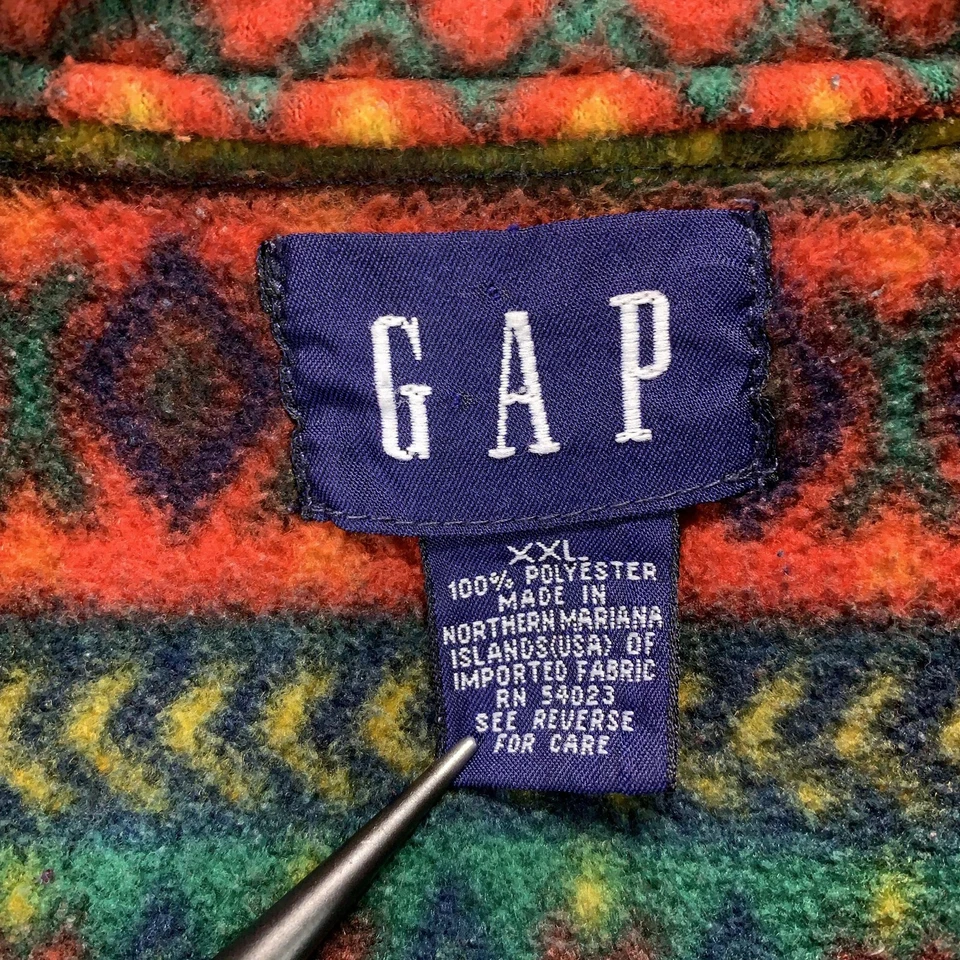 GAP
XXL
100% POLYESTER
MADE IN
NORTHERN MARIANA
ISLANDS(USA) OF
IMPORTED FABRIC
RN 54023
SEE REVERSE
FOR CARE